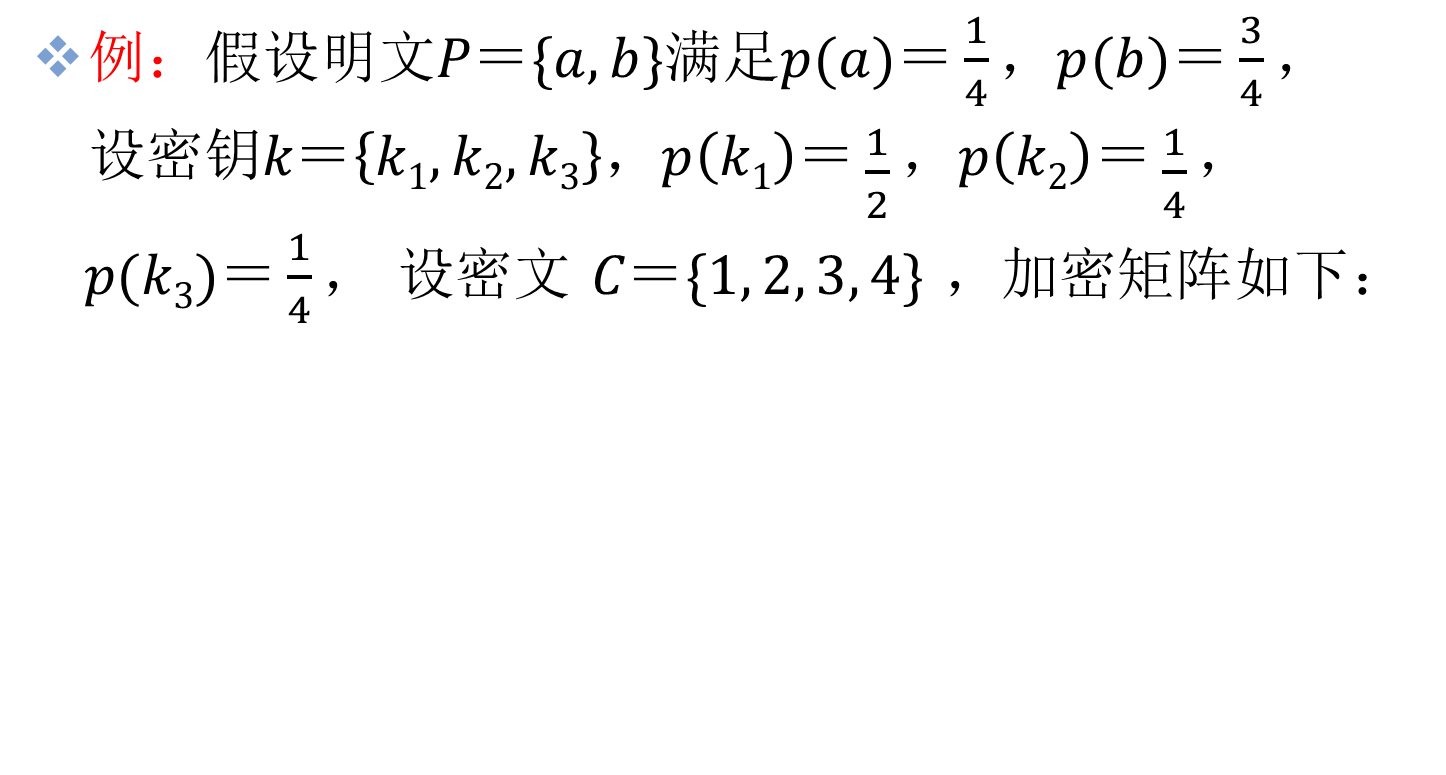 ❖例：假设明文P＝{a, b}满足p(a)＝1/4，p(b)＝3/4，
设密钥k＝{k₁, k₂, k₃}，p(k₁)＝1/2，p(k₂)＝1/4，
p(k₃)＝1/4， 设密文 C＝{1, 2, 3, 4} ，加密矩阵如下：